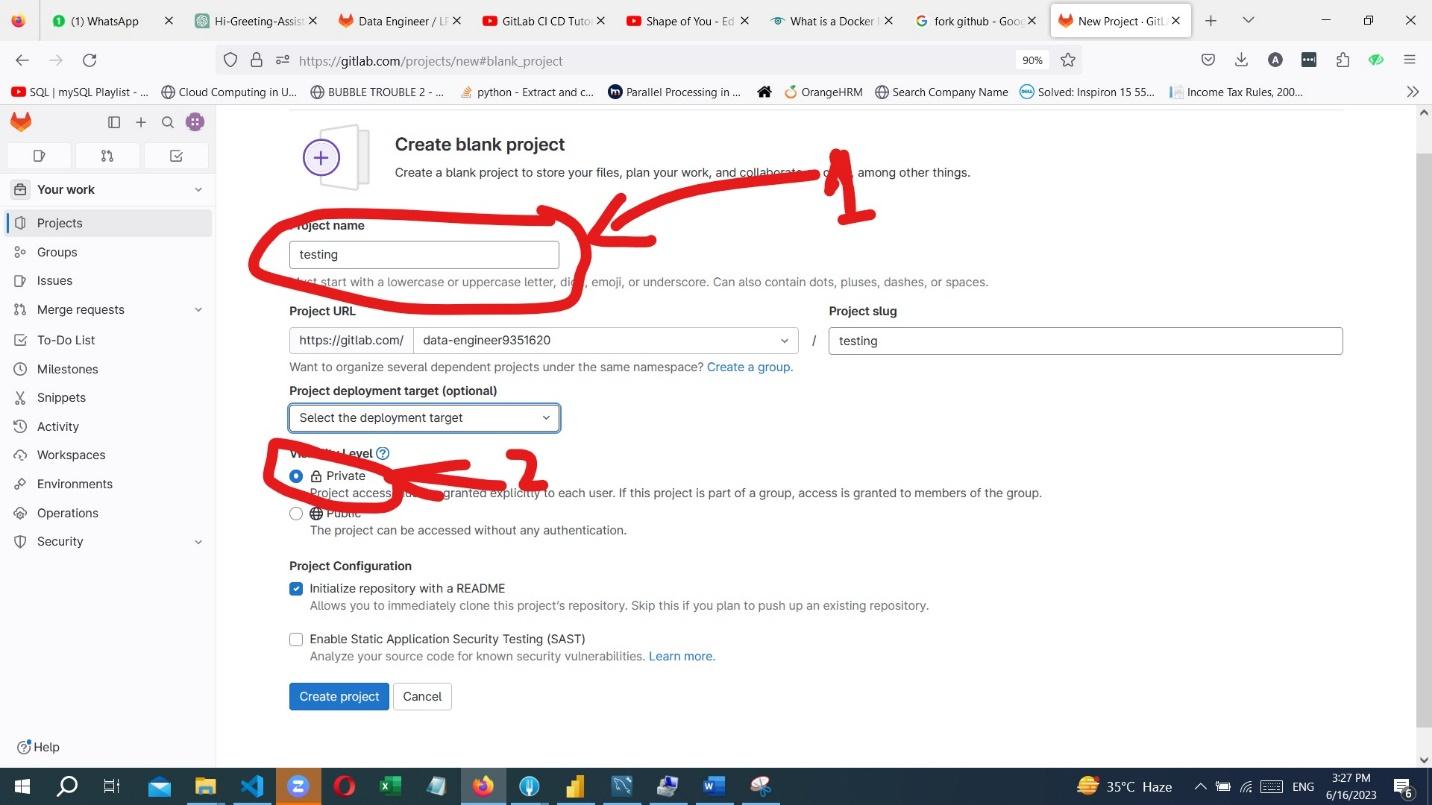 (1) WhatsApp
Hi-Greeting-Assist
Data Engineer / LF
GitLab CI CD Tuto
Shape of You - Ed
What is a Docker
fork github - Goo
New Project · GitL
https://gitlab.com/projects/new#blank_project
90%
SQL | mySQL Playlist - ...
Cloud Computing in U...
BUBBLE TROUBLE 2 - ...
python - Extract and c...
Parallel Processing in ...
OrangeHRM
Search Company Name
Solved: Inspiron 15 55...
Income Tax Rules, 200...
Your work
Projects
Groups
Issues
Merge requests
To-Do List
Milestones
Snippets
Activity
Workspaces
Environments
Operations
Security
Help
Create blank project
Create a blank project to store your files, plan your work, and collaborate among other things.
1
Project name
testing
start with a lowercase or uppercase letter, digit, emoji, or underscore. Can also contain dots, pluses, dashes, or spaces.
Project URL
Project slug
https://gitlab.com/
data-engineer9351620
/
testing
Want to organize several dependent projects under the same namespace? Create a group.
Project deployment target (optional)
Select the deployment target
Visibility Level
2
Private
Project access must be granted explicitly to each user. If this project is part of a group, access is granted to members of the group.
Public
The project can be accessed without any authentication.
Project Configuration
Initialize repository with a README
Allows you to immediately clone this project's repository. Skip this if you plan to push up an existing repository.
Enable Static Application Security Testing (SAST)
Analyze your source code for known security vulnerabilities. Learn more.
Create project
Cancel
35°C Haze
ENG
3:27 PM
6/16/2023
6